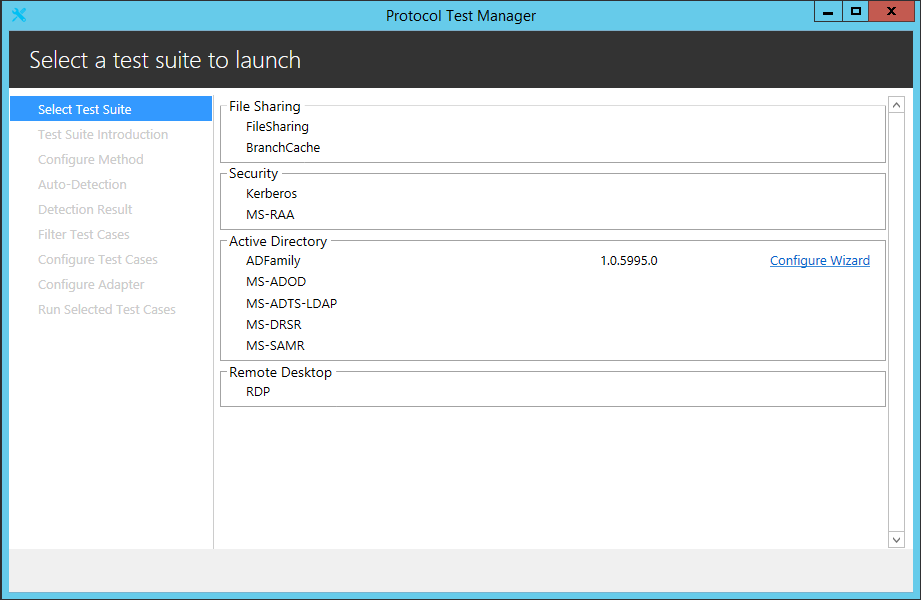 Protocol Test Manager
Select a test suite to launch
Select Test Suite
Test Suite Introduction
Configure Method
Auto-Detection
Detection Result
Filter Test Cases
Configure Test Cases
Configure Adapter
Run Selected Test Cases
File Sharing
FileSharing
BranchCache
Security
Kerberos
MS-RAA
Active Directory
ADFamily 1.0.5995.0 Configure Wizard
MS-ADOD
MS-ADTS-LDAP
MS-DRSR
MS-SAMR
Remote Desktop
RDP